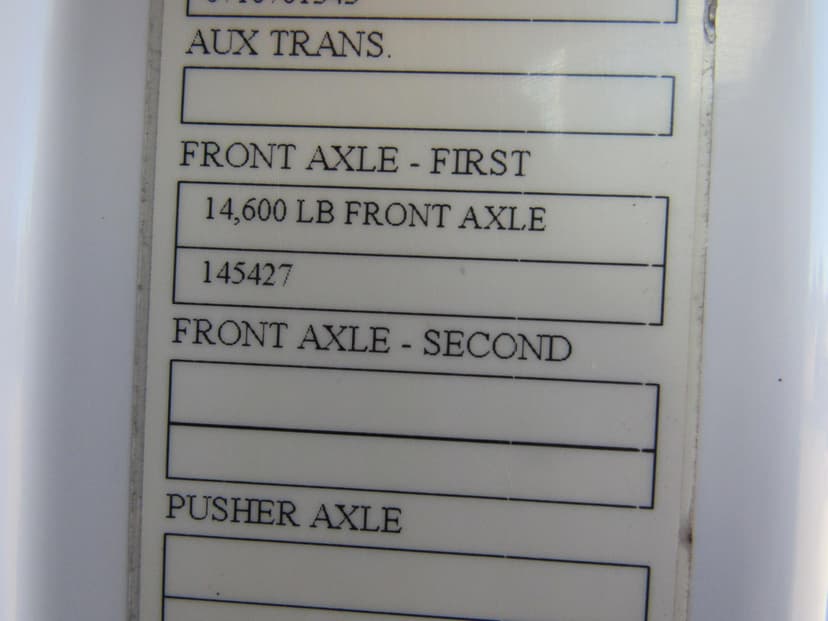 AUX TRANS.
FRONT AXLE - FIRST
14,600 LB FRONT AXLE
145427
FRONT AXLE - SECOND
PUSHER AXLE